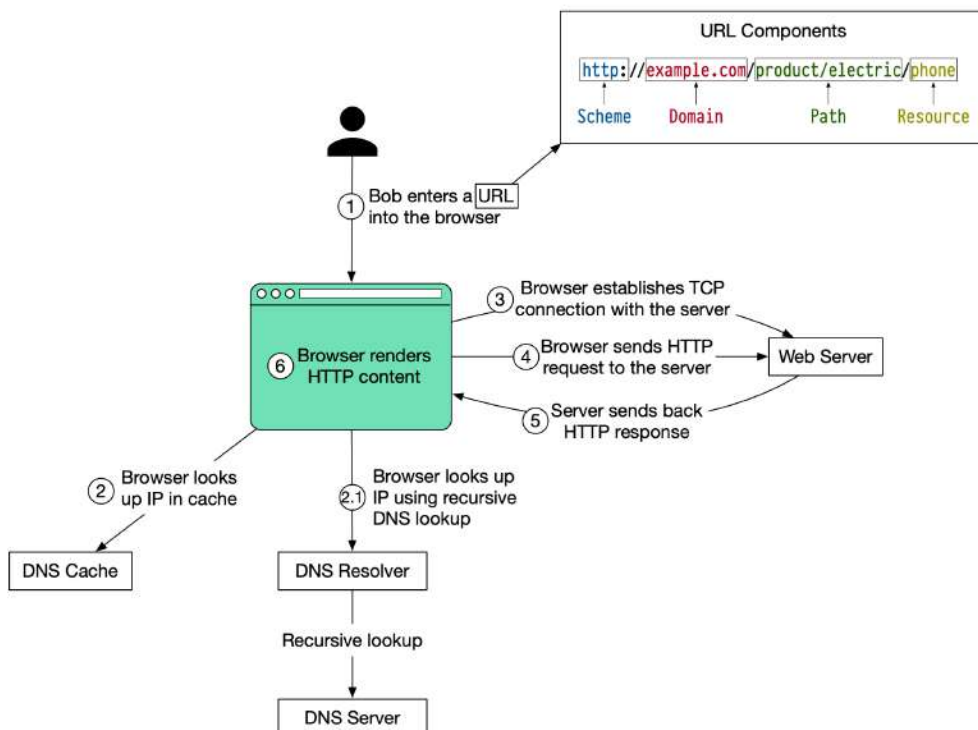 URL Components
http://example.com/product/electric/phone
Scheme Domain Path Resource
1 Bob enters a URL
into the browser
3 Browser establishes TCP
connection with the server
4 Browser sends HTTP
request to the server
Web Server
6 Browser renders
HTTP content
5 Server sends back
HTTP response
2 Browser looks
up IP in cache
2.1 Browser looks up
IP using recursive
DNS lookup
DNS Cache
DNS Resolver
Recursive lookup
DNS Server